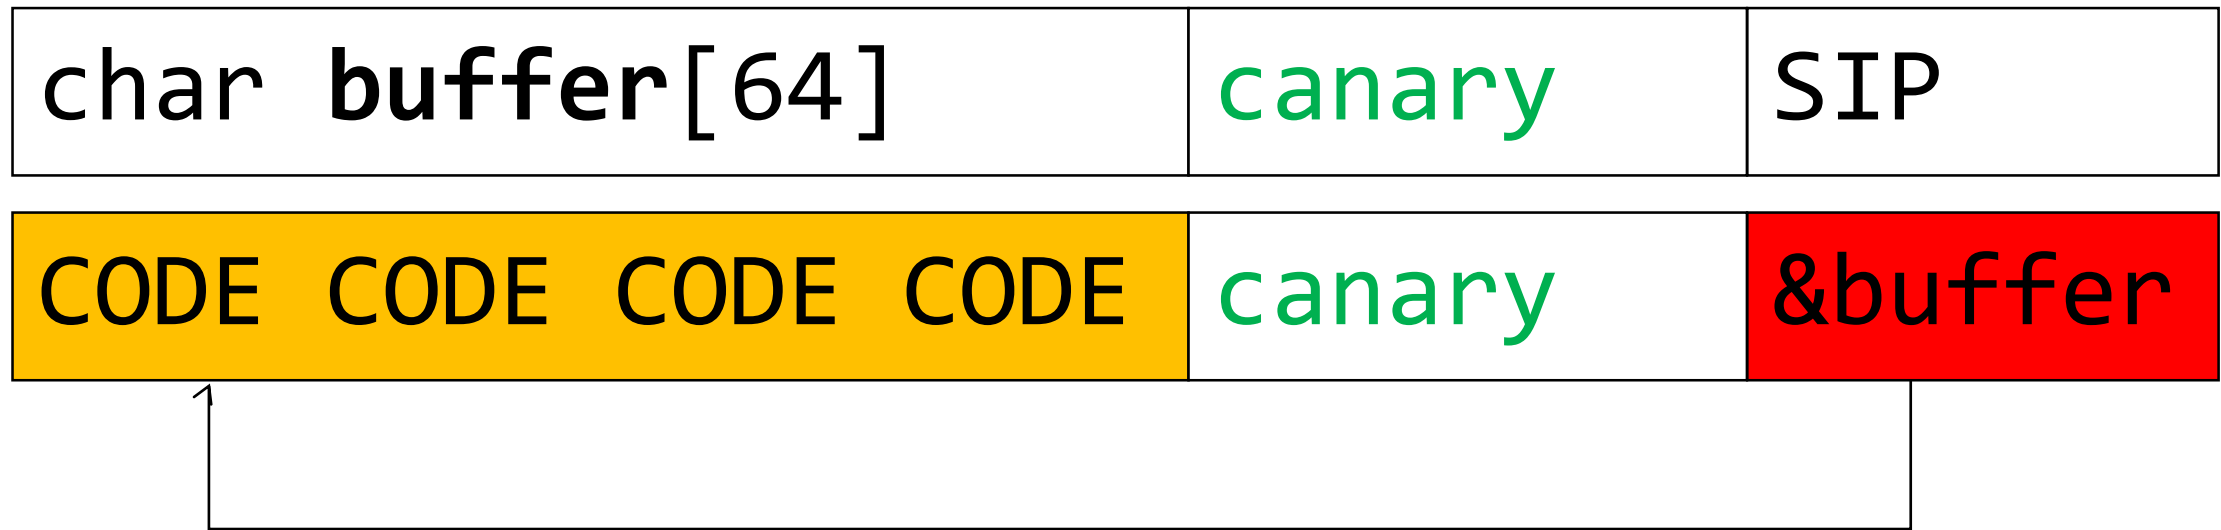 char buffer[64] canary SIP
CODE CODE CODE CODE canary &buffer